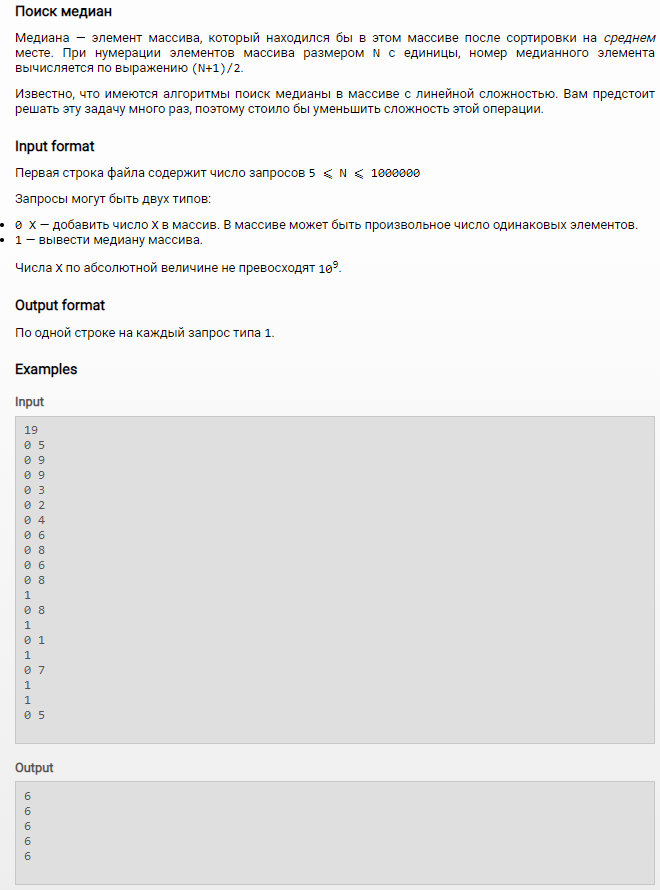 Поиск медиан
Медиана — элемент массива, который находился бы в этом массиве после сортировки на среднем
месте. При нумерации элементов массива размером N с единицы, номер медианного элемента
вычисляется по выражению (N+1)/2.
Известно, что имеются алгоритмы поиск медианы в массиве с линейной сложностью. Вам предстоит
решать эту задачу много раз, поэтому стоило бы уменьшить сложность этой операции.
Input format
Первая строка файла содержит число запросов 5 ⩽ N ⩽ 1000000
Запросы могут быть двух типов:
• 0 X — добавить число X в массив. В массиве может быть произвольное число одинаковых элементов.
• 1 — вывести медиану массива.
Числа X по абсолютной величине не превосходят 10⁹.
Output format
По одной строке на каждый запрос типа 1.
Examples
Input
19
0 5
0 9
0 9
0 3
0 2
0 4
0 6
0 8
0 6
0 8
1
0 8
1
0 1
1
0 7
1
1
0 5
Output
6
6
6
6
6